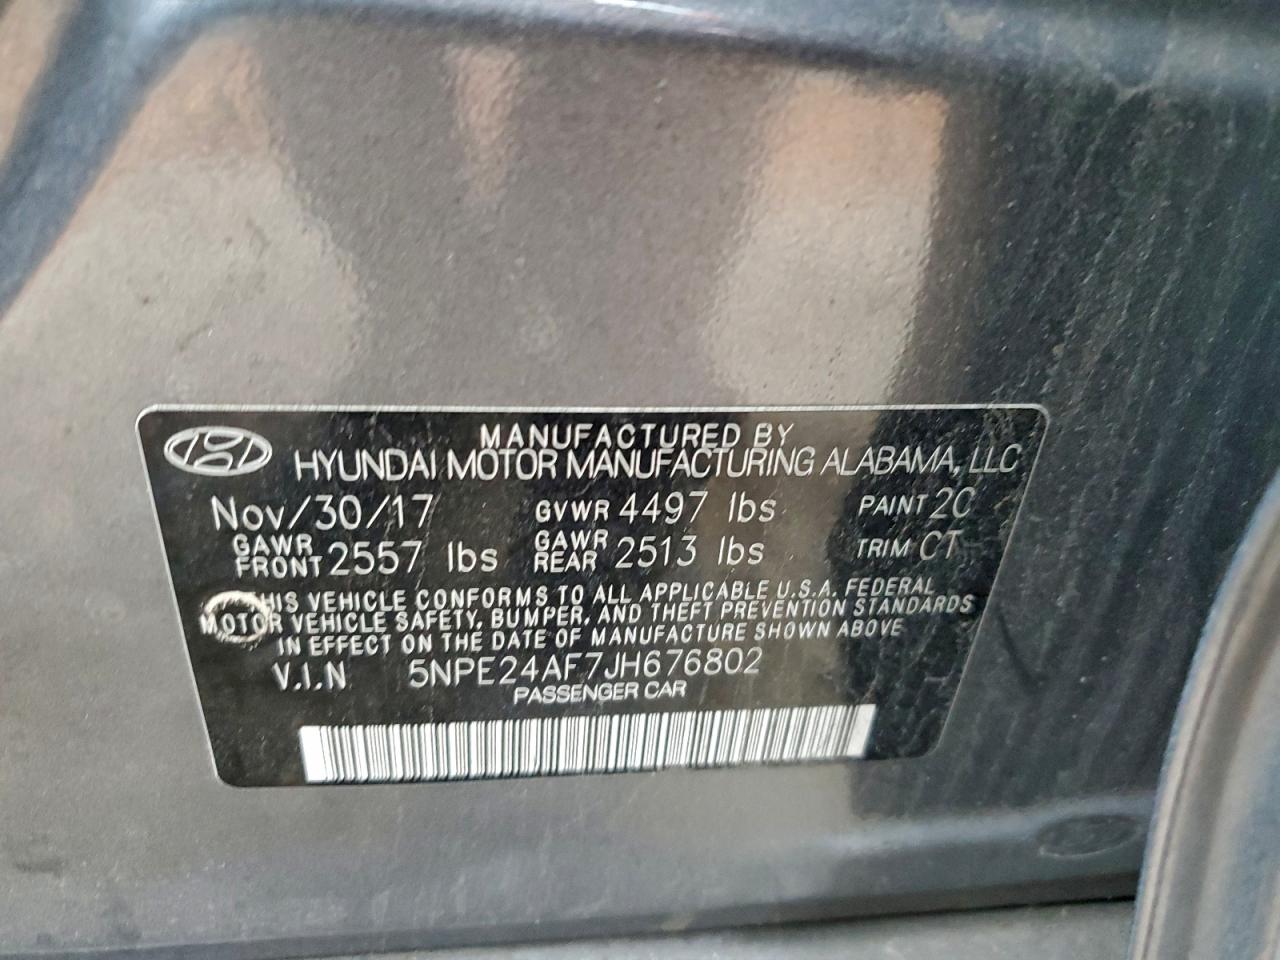 MANUFACTURED BY
HYUNDAI MOTOR MANUFACTURING ALABAMA, LLC
Nov/30/17 GVWR 4497 lbs PAINT 2C
GAWR FRONT 2557 lbs GAWR REAR 2513 lbs TRIM CT
THIS VEHICLE CONFORMS TO ALL APPLICABLE U.S.A. FEDERAL
MOTOR VEHICLE SAFETY, BUMPER, AND THEFT PREVENTION STANDARDS
IN EFFECT ON THE DATE OF MANUFACTURE SHOWN ABOVE
V.I.N 5NPE24AF7JH676802
PASSENGER CAR